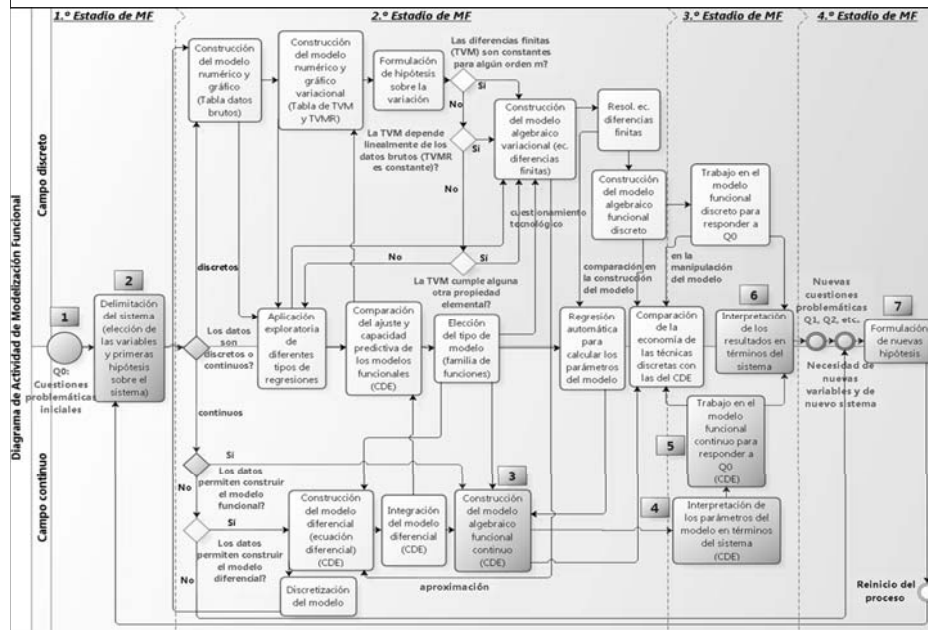 1.º Estadio de MF
2.º Estadio de MF
3.º Estadio de MF
4.º Estadio de MF
Diagrama de Actividad de Modelización Funcional
Campo discreto
Campo continuo
Construcción
del modelo
numérico y
gráfico
(Tabla datos
brutos)
Construcción
del modelo
numérico y
gráfico
variacional
(Tabla de TVM
y TVMR)
Formulación
de hipótesis
sobre la
variación
Las diferencias finitas
(TVM) son constantes
para algún orden m?
Sí
No
La TVM depende
linealmente de los
datos brutos (TVMR
es constante)?
Sí
No
Construcción
del modelo
algebraico
variacional (ec.
diferencias
finitas)
Resol. ec.
diferencias
finitas
Construcción
del modelo
algebraico
funcional
discreto
Trabajo en el
modelo
funcional
discreto para
responder a
Q0
cuestionamiento
tecnológico
No
Sí
La TVM cumple alguna
otra propiedad
elemental?
discretos
comparación en la
construcción del
modelo
en la
manipulación del
modelo
1
Q0:
Cuestiones
problemáticas
iniciales
2
Delimitación
del sistema
(elección de
las variables
y primeras
hipótesis
sobre el
sistema)
Los datos
son
discretos o
continuos?
Aplicación
exploratoria
de
diferentes
tipos de
regresiones
Comparación
del ajuste y
capacidad
predictiva de
los modelos
funcionales
(CDE)
Elección del
tipo de
modelo
(familia de
funciones)
Regresión
automática
para
calcular los
parámetros
del modelo
Comparación
de la
economía de
las técnicas
discretas con
las del CDE
6
Interpretación
de los
resultados en
términos del
sistema
Nuevas
cuestiones
problemáticas
Q1, Q2, etc.
Necesidad de
nuevas
variables y de
nuevo sistema
7
Formulación
de nuevas
hipótesis
continuos
Sí
Los datos
permiten construir
el modelo
funcional?
No
Sí
Los datos
permiten construir
el modelo
diferencial?
No
Construcción
del modelo
diferencial
(ecuación
diferencial)
(CDE)
Integración
del modelo
diferencial
(CDE)
3
Construcción
del modelo
algebraico
funcional
continuo
(CDE)
5
Trabajo en el
modelo
funcional
continuo para
responder a
Q0
(CDE)
4
Interpretación de
los parámetros del
modelo en términos
del sistema
(CDE)
Discretización
del modelo
aproximación
Reinicio del
proceso